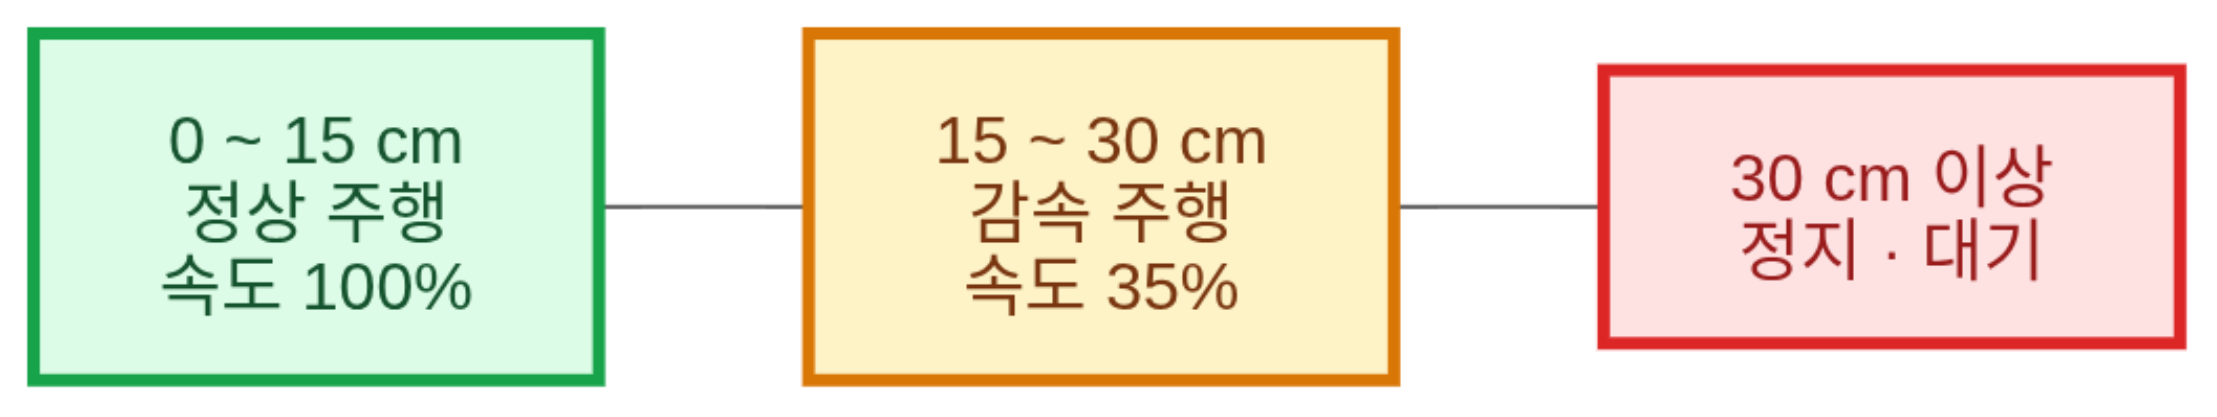 0 ~ 15 cm
정상 주행
속도 100%
15 ~ 30 cm
감속 주행
속도 35%
30 cm 이상
정지 · 대기